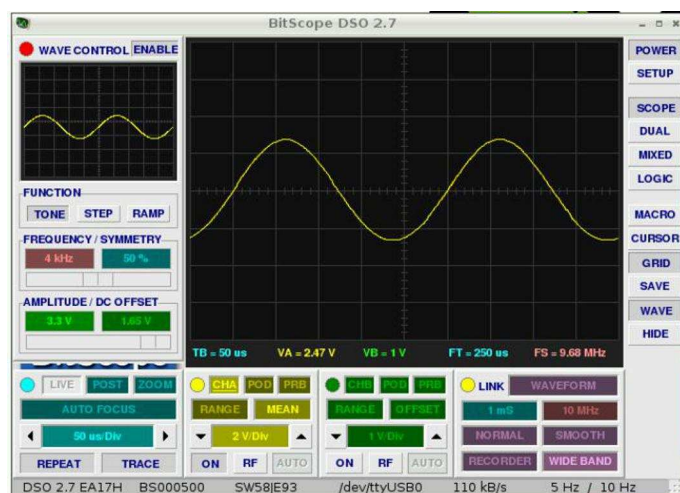 BitScope DSO 2.7
WAVE CONTROL ENABLE
FUNCTION
TONE STEP RAMP
FREQUENCY / SYMMETRY
4 kHz 50 %
AMPLITUDE / DC OFFSET
3.3 V 1.65 V
TB = 50 us VA = 2.47 V VB = 1 V FT = 250 us FS = 9.68 MHz
POWER
SETUP
SCOPE
DUAL
MIXED
LOGIC
MACRO
CURSOR
GRID
SAVE
WAVE
HIDE
LIVE POST ZOOM
AUTO FOCUS
50 us/Div
REPEAT TRACE
CHA POD PRB
RANGE MEAN
2 V/Div
ON RF AUTO
CHB POD PRB
RANGE OFFSET
1 V/Div
ON RF AUTO
LINK WAVEFORM
1 mS 10 MHz
NORMAL SMOOTH
RECORDER WIDE BAND
DSO 2.7 EA17H BS000500 SW58|E93 /dev/ttyUSB0 110 kB/s 5 Hz / 10 Hz